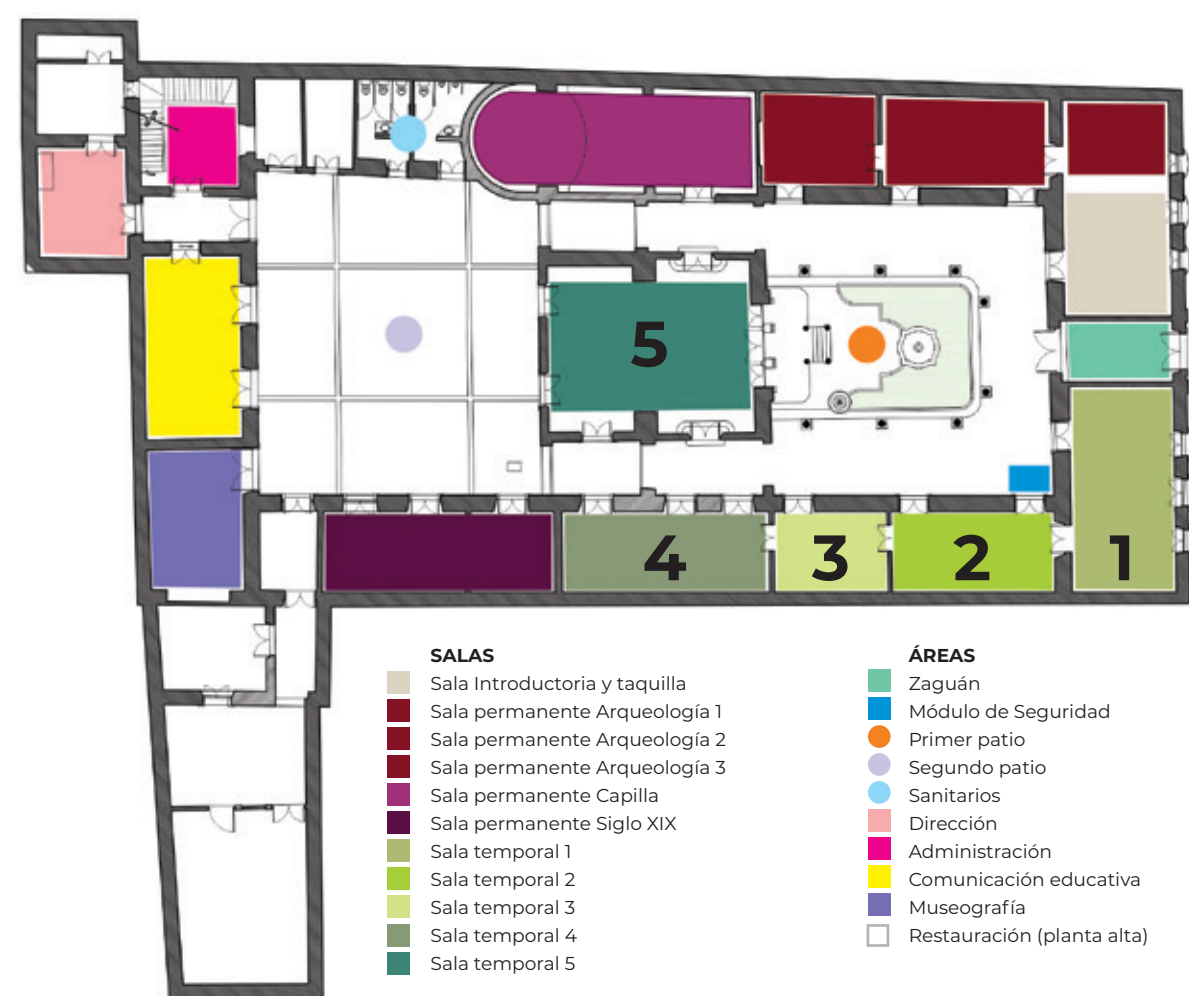 5
4
3
2
1
SALAS
Sala Introductoria y taquilla
Sala permanente Arqueología 1
Sala permanente Arqueología 2
Sala permanente Arqueología 3
Sala permanente Capilla
Sala permanente Siglo XIX
Sala temporal 1
Sala temporal 2
Sala temporal 3
Sala temporal 4
Sala temporal 5
ÁREAS
Zaguán
Módulo de Seguridad
Primer patio
Segundo patio
Sanitarios
Dirección
Administración
Comunicación educativa
Museografía
Restauración (planta alta)